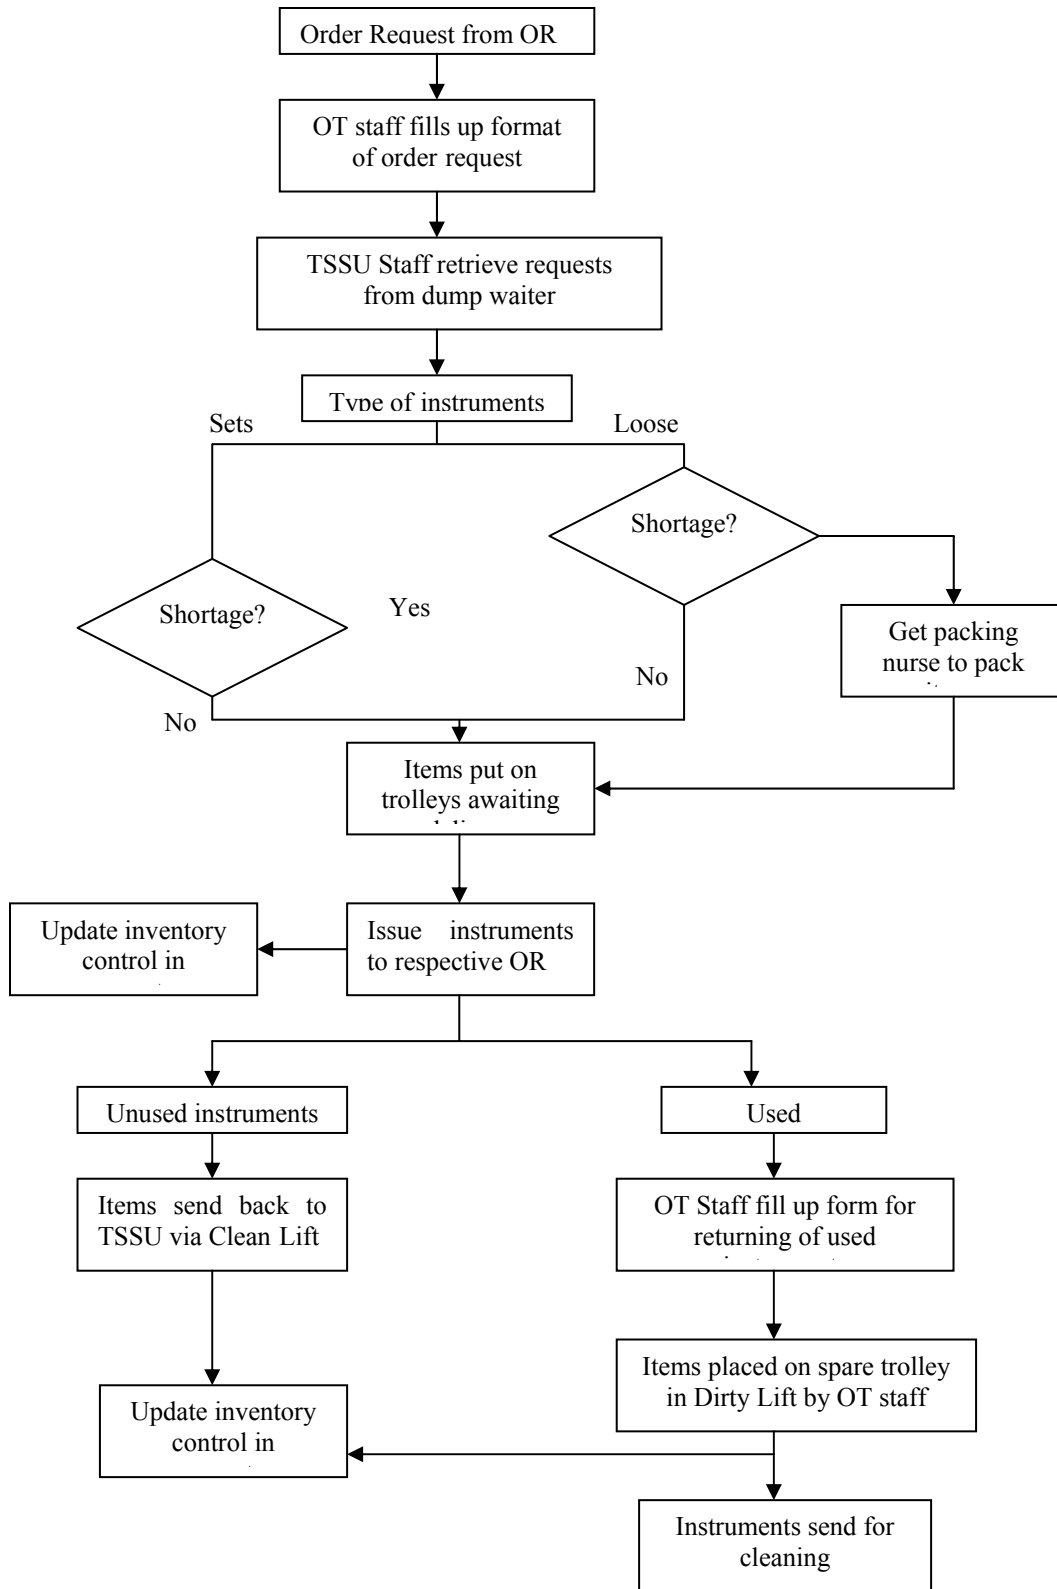 Order Request from OR
OT staff fills up format
of order request
TSSU Staff retrieve requests
from dump waiter
Type of instruments
Sets
Loose
Shortage?
Shortage?
Yes
Get packing
nurse to pack
No
No
Items put on
trolleys awaiting
Update inventory
control in
Issue instruments
to respective OR
Unused instruments
Used
Items send back to
TSSU via Clean Lift
OT Staff fill up form for
returning of used
Items placed on spare trolley
in Dirty Lift by OT staff
Update inventory
control in
Instruments send for
cleaning